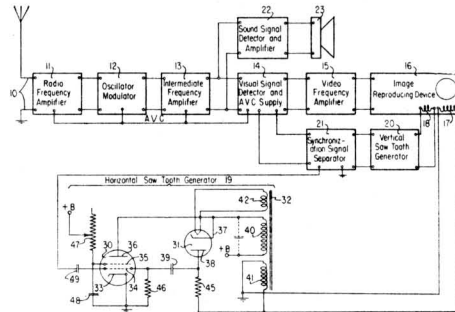 22
23
Sound Signal
Detector and
Amplifier
11
12
13
14
15
16
10
Radio
Frequency
Amplifier
Oscillator
Modulator
Intermediate
Frequency
Amplifier
Visual Signal
Detector and
AVC Supply
Video
Frequency
Amplifier
Image
Reproducing Device
AVC
18
17
21
20
Synchroniz-
ation Signal
Separator
Vertical
Saw Tooth
Generator
Horizontal Saw Tooth Generator 19
32
42
+B
47
30
36
35
37
31
40
+B
38
39
41
49
33
34
46
45
48